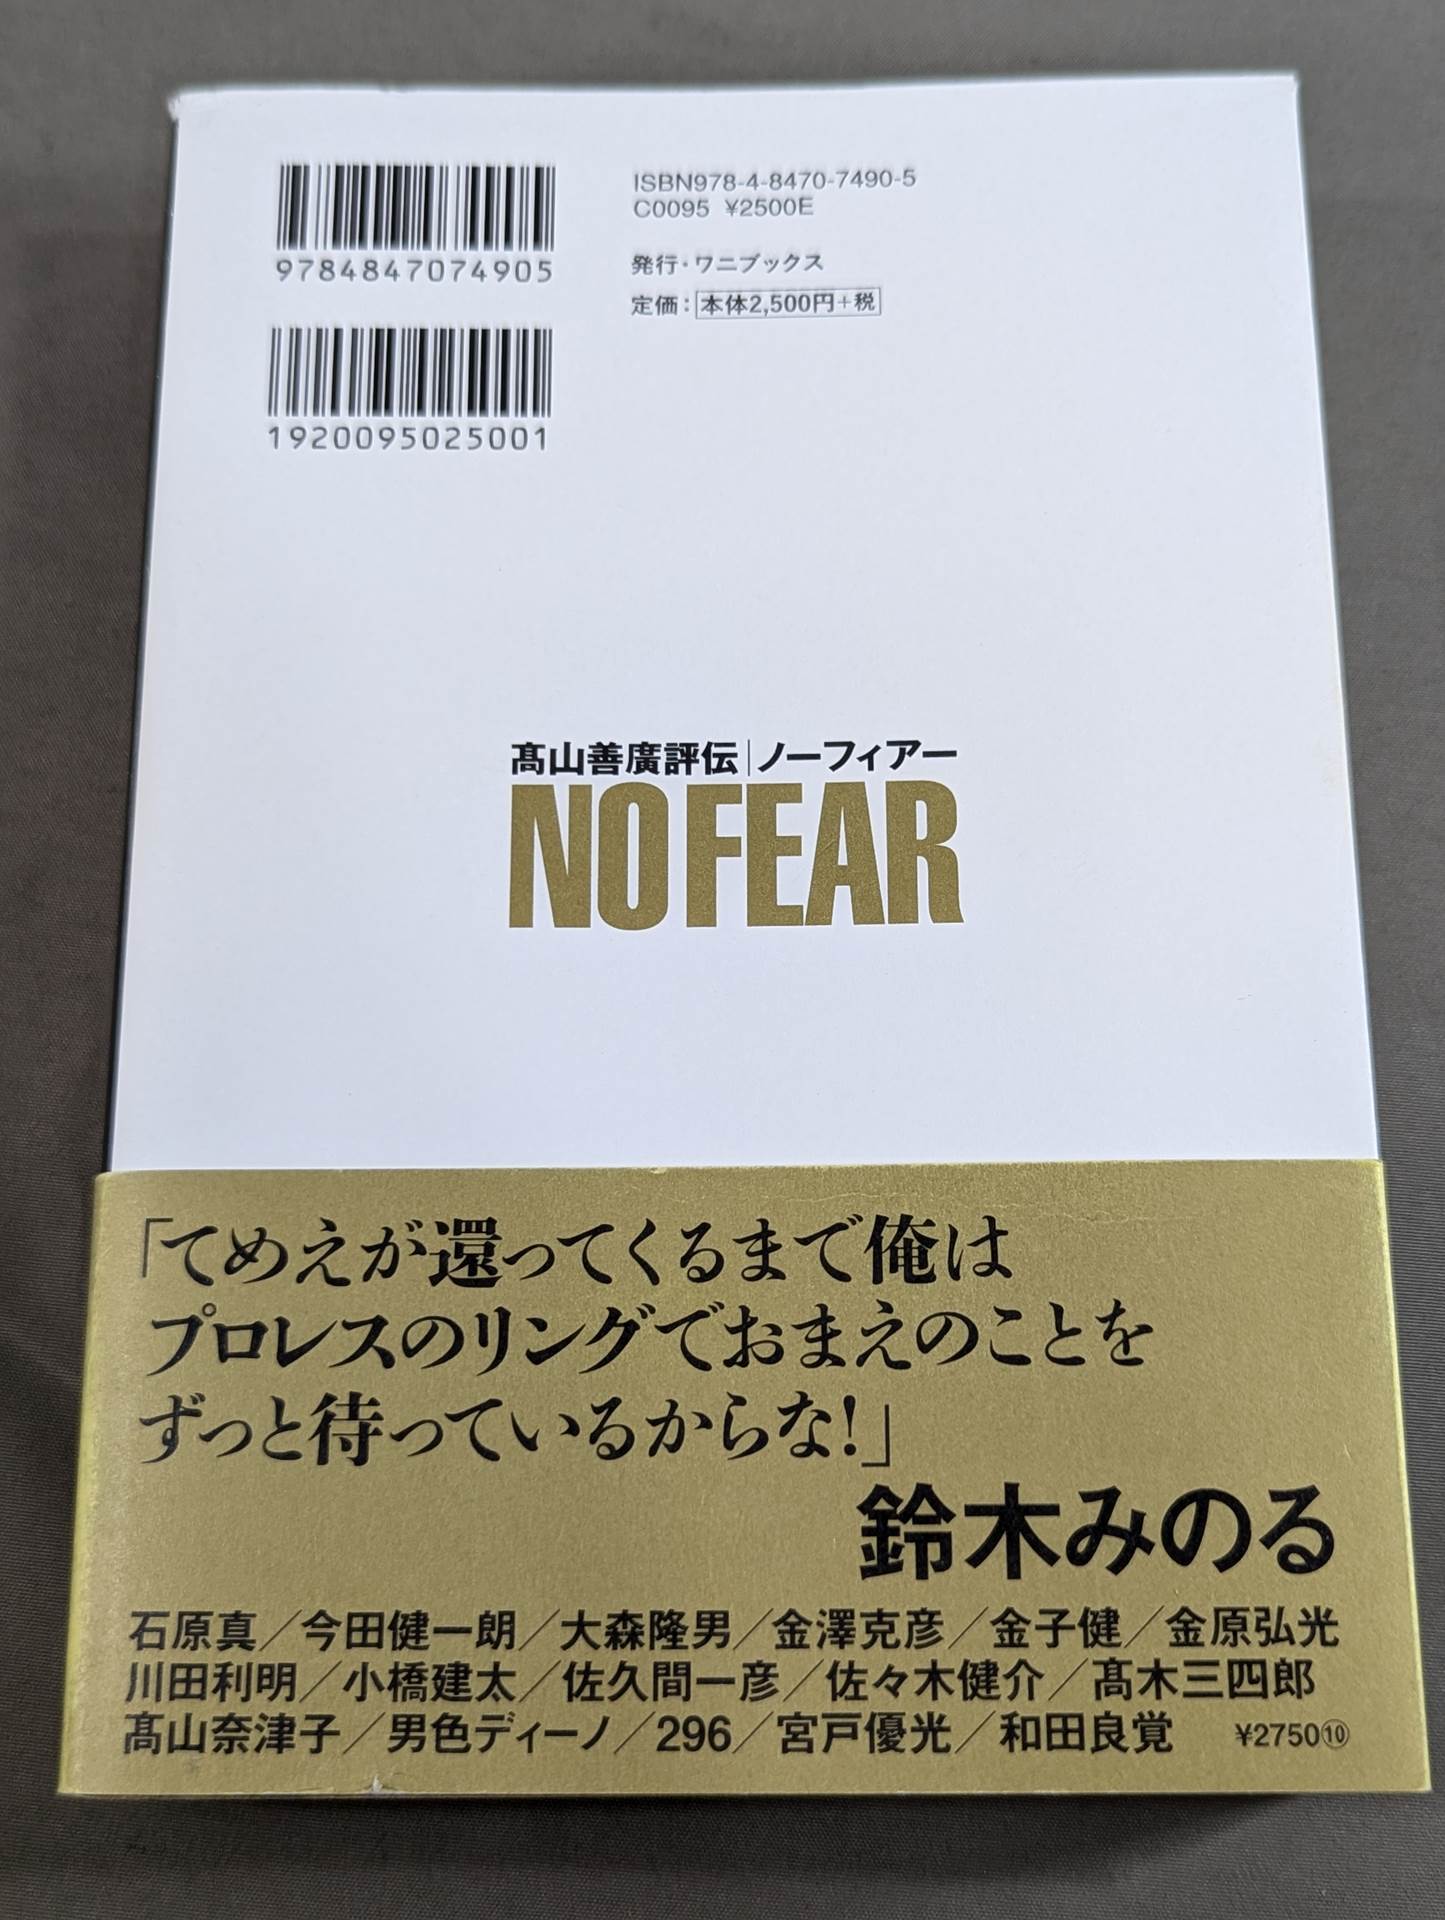 9784847074905
1920095025001
ISBN978-4-8470-7490-5
C0095 ¥2500E
発行・ワニブックス
定価：本体2,500円+税
髙山善廣評伝｜ノーフィアー
NO FEAR
「てめえが還ってくるまで俺は
プロレスのリングでおまえのことを
ずっと待っているからな!」
鈴木みのる
石原真／今田健一朗／大森隆男／金澤克彦／金子健／金原弘光
川田利明／小橋建太／佐久間一彦／佐々木健介／髙木三四郎
髙山奈津子／男色ディーノ／296／宮戸優光／和田良覚 ¥2750⑩